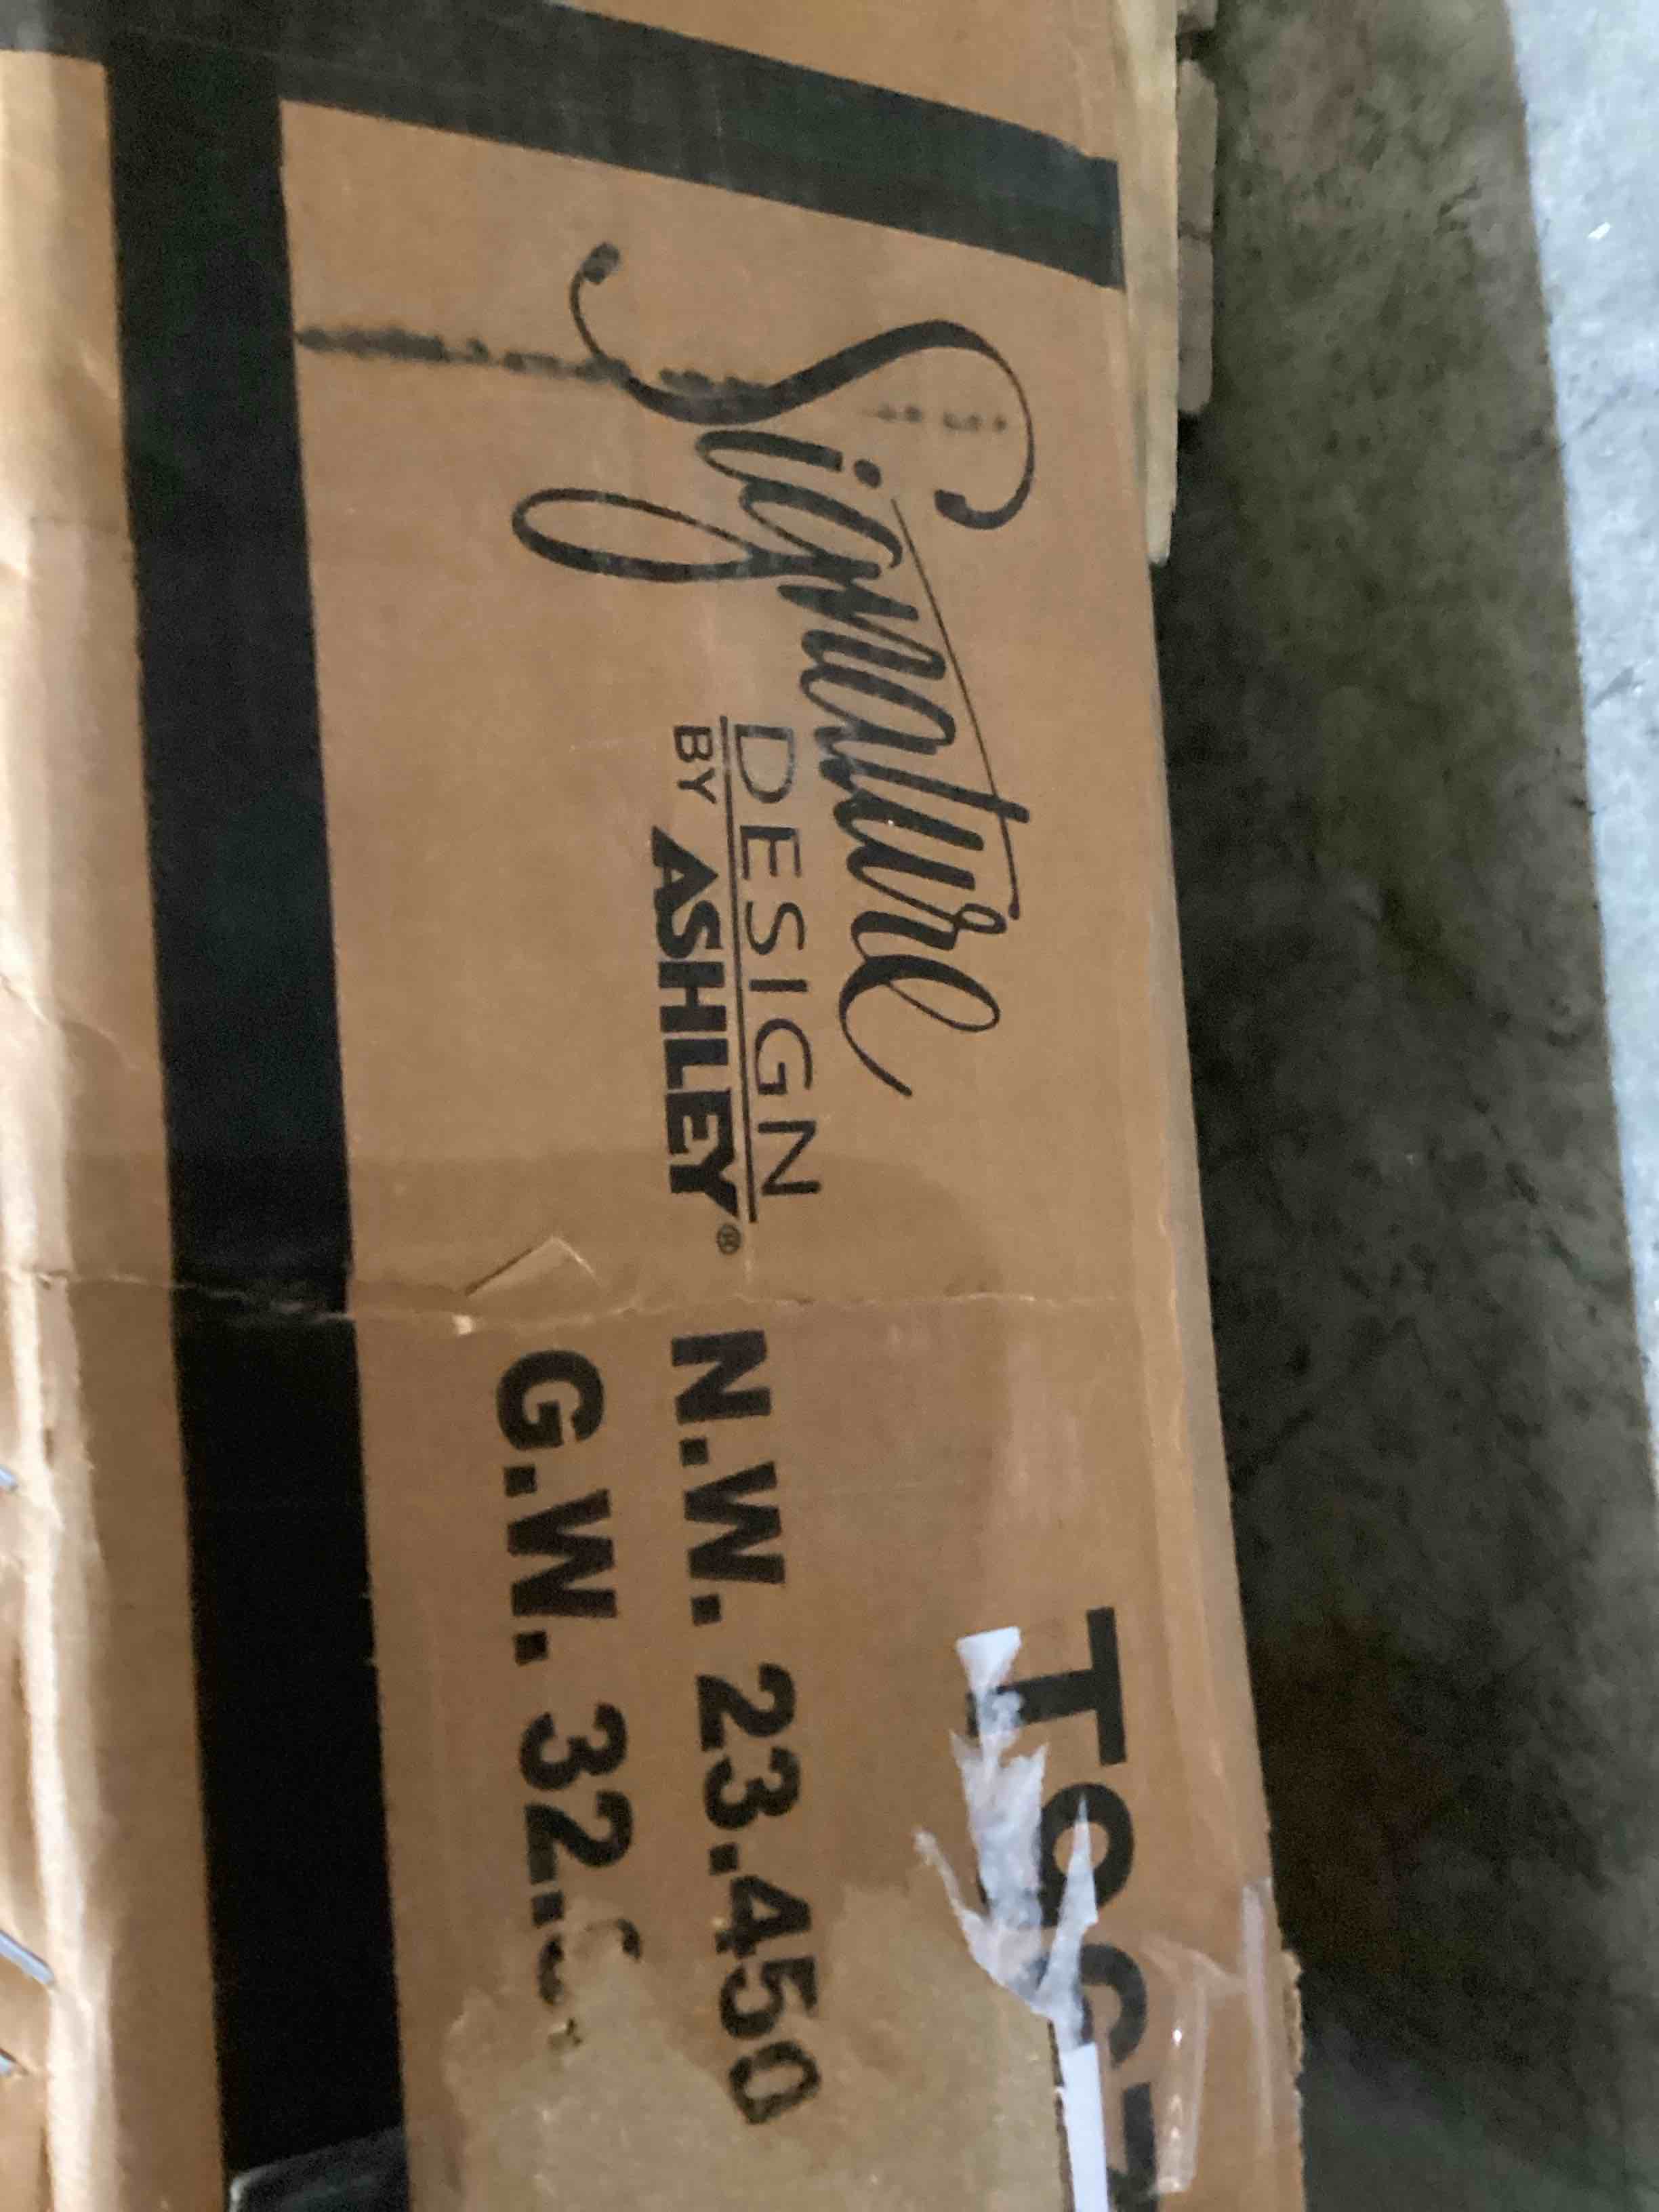 Signature
DESIGN
BY ASHLEY®
N.W. 23.450
G.W.